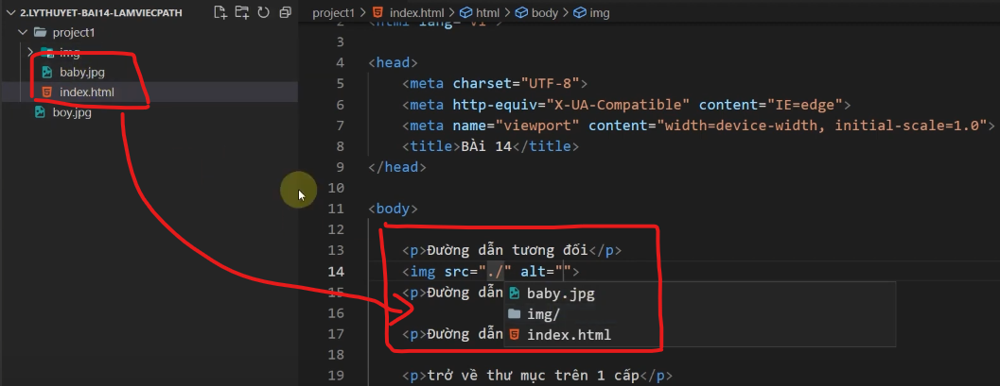 2.LYTHUYET-BAI14-LAMVIECPATH
project1
img
baby.jpg
index.html
boy.jpg
project1 > index.html > html > body > img
2 <html lang="vi">
3
4 <head>
5 <meta charset="UTF-8">
6 <meta http-equiv="X-UA-Compatible" content="IE=edge">
7 <meta name="viewport" content="width=device-width, initial-scale=1.0">
8 <title>BÀi 14</title>
9 </head>
10
11 <body>
12
13 <p>Đường dẫn tương đối</p>
14 <img src="./" alt="">
15 <p>Đường dẫn
16
17 <p>Đường dẫn
18
19 <p>trở về thư mục trên 1 cấp</p>
baby.jpg
img/
index.html